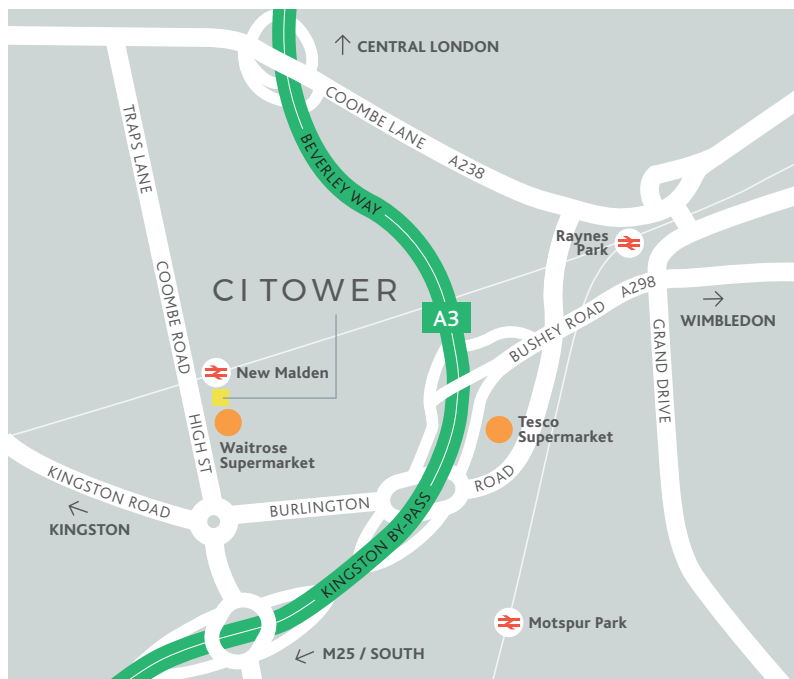 CENTRAL LONDON
COOMBE LANE A238
TRAPS LANE
BEVERLEY WAY
Raynes
Park
COOMBE ROAD
CI TOWER
A3
BUSHEY ROAD A298
WIMBLEDON
GRAND DRIVE
New Malden
HIGH ST
Waitrose
Supermarket
Tesco
Supermarket
KINGSTON ROAD
KINGSTON
BURLINGTON
ROAD
KINGSTON BY-PASS
Motspur Park
M25 / SOUTH